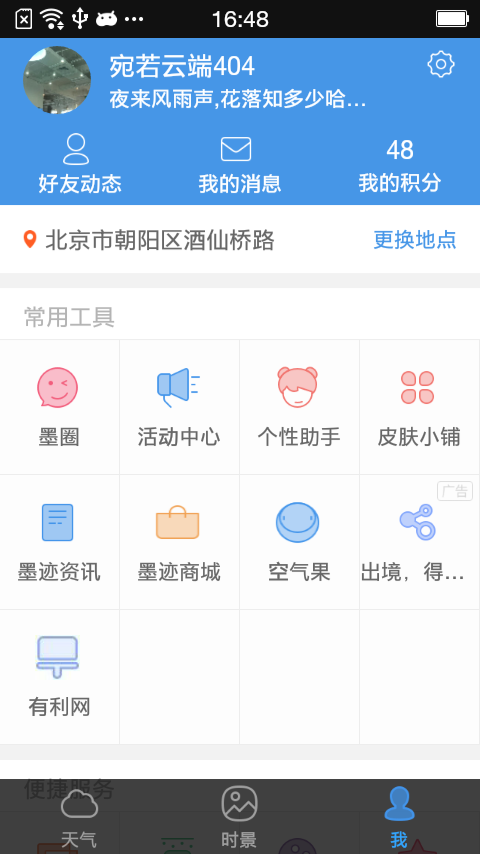 16:48
宛若云端404
夜来风雨声,花落知多少哈…
48
好友动态
我的消息
我的积分
北京市朝阳区酒仙桥路
更换地点
常用工具
墨圈
活动中心
个性助手
皮肤小铺
广告
墨迹资讯
墨迹商城
空气果
出境，得…
有利网
便捷服务
天气
时景
我